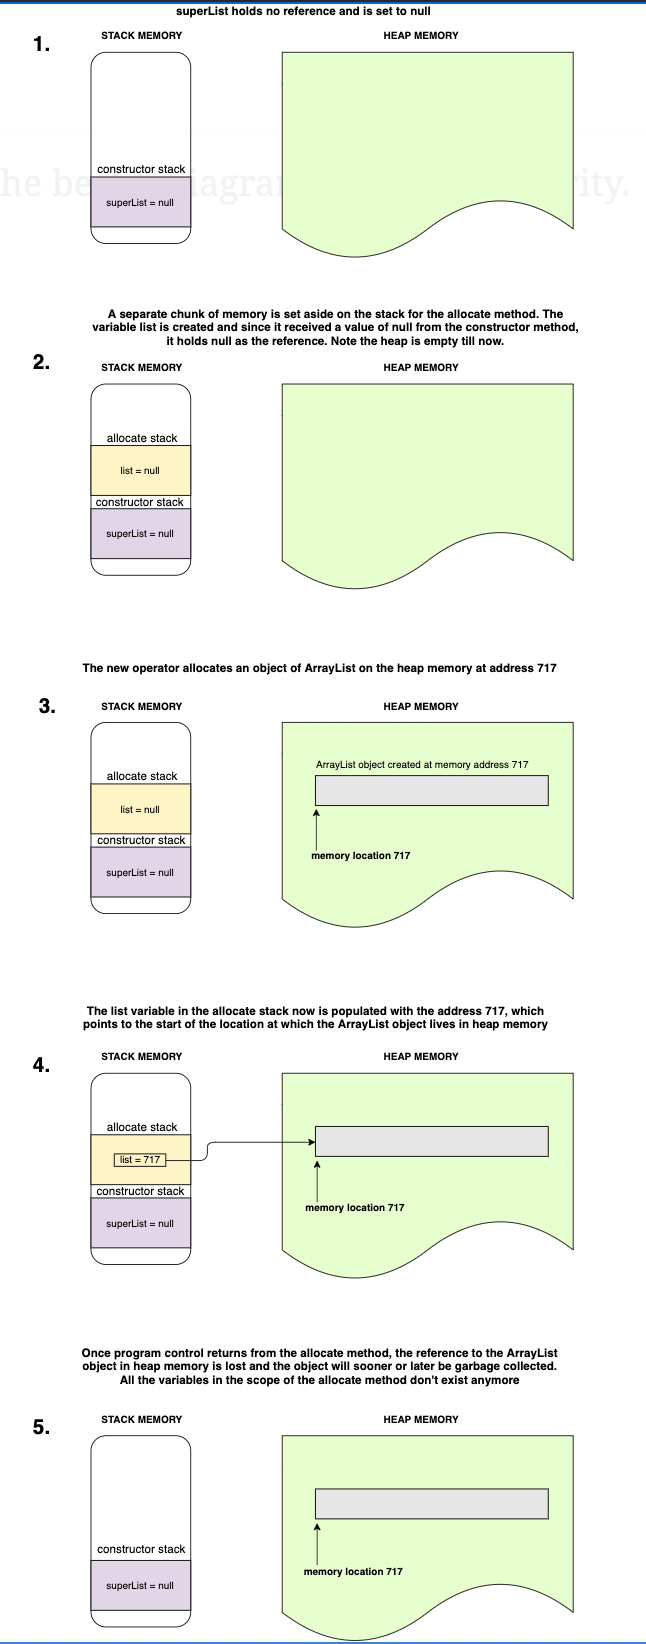 superList holds no reference and is set to null
1.
STACK MEMORY
HEAP MEMORY
constructor stack
superList = null
he be
iagra
rity.
A separate chunk of memory is set aside on the stack for the allocate method. The
variable list is created and since it received a value of null from the constructor method,
it holds null as the reference. Note the heap is empty till now.
2.
STACK MEMORY
HEAP MEMORY
allocate stack
list = null
constructor stack
superList = null
The new operator allocates an object of ArrayList on the heap memory at address 717
3.
STACK MEMORY
HEAP MEMORY
ArrayList object created at memory address 717
allocate stack
list = null
constructor stack
memory location 717
superList = null
The list variable in the allocate stack now is populated with the address 717, which
points to the start of the location at which the ArrayList object lives in heap memory
4.
STACK MEMORY
HEAP MEMORY
allocate stack
list = 717
constructor stack
memory location 717
superList = null
Once program control returns from the allocate method, the reference to the ArrayList
object in heap memory is lost and the object will sooner or later be garbage collected.
All the variables in the scope of the allocate method don't exist anymore
5.
STACK MEMORY
HEAP MEMORY
constructor stack
memory location 717
superList = null